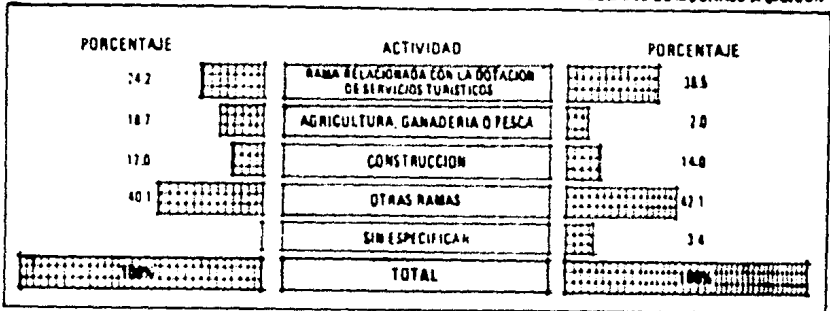 PORCENTAJE ACTIVIDAD PORCENTAJE
24.2 RAMA RELACIONADA CON LA DOTACION DE SERVICIOS TURISTICOS 38.5
18.7 AGRICULTURA, GANADERIA O PESCA 2.0
17.0 CONSTRUCCION 14.0
40.1 OTRAS RAMAS 42.1
SIN ESPECIFICAR 3.4
100% TOTAL 100%